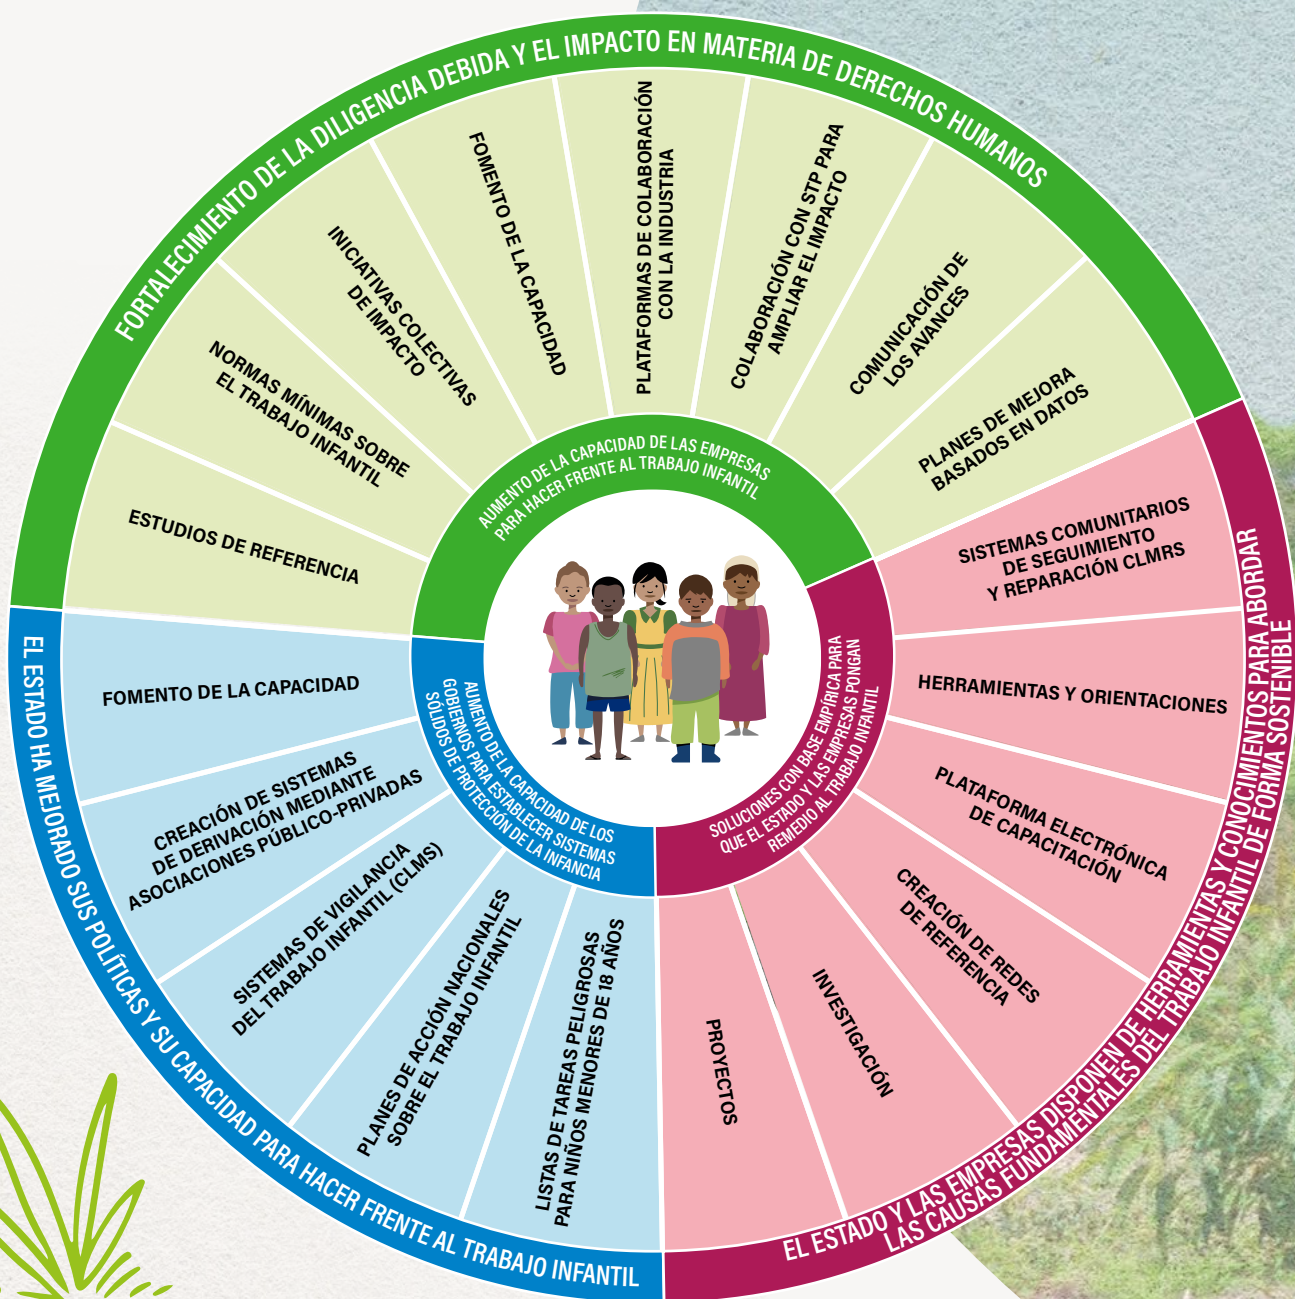 FORTALECIMIENTO DE LA DILIGENCIA DEBIDA Y EL IMPACTO EN MATERIA DE DERECHOS HUMANOS
ESTUDIOS DE REFERENCIA
NORMAS MÍNIMAS SOBRE
EL TRABAJO INFANTIL
INICIATIVAS COLECTIVAS
DE IMPACTO
FOMENTO DE LA CAPACIDAD
PLATAFORMAS DE COLABORACIÓN
CON LA INDUSTRIA
COLABORACIÓN CON STP PARA
AMPLIAR EL IMPACTO
COMUNICACIÓN DE
LOS AVANCES
PLANES DE MEJORA
BASADOS EN DATOS
AUMENTO DE LA CAPACIDAD DE LAS EMPRESAS
PARA HACER FRENTE AL TRABAJO INFANTIL
SISTEMAS COMUNITARIOS
DE SEGUIMIENTO
Y REPARACIÓN CLMRS
HERRAMIENTAS Y ORIENTACIONES
PLATAFORMA ELECTRÓNICA
DE CAPACITACIÓN
CREACIÓN DE REDES
DE REFERENCIA
INVESTIGACIÓN
PROYECTOS
SOLUCIONES CON BASE EMPÍRICA PARA
QUE EL ESTADO Y LAS EMPRESAS PONGAN
REMEDIO AL TRABAJO INFANTIL
EL ESTADO Y LAS EMPRESAS DISPONEN DE HERRAMIENTAS Y CONOCIMIENTOS PARA ABORDAR
LAS CAUSAS FUNDAMENTALES DEL TRABAJO INFANTIL DE FORMA SOSTENIBLE
FOMENTO DE LA CAPACIDAD
CREACIÓN DE SISTEMAS
DE DERIVACIÓN MEDIANTE
ASOCIACIONES PÚBLICO-PRIVADAS
SISTEMAS DE VIGILANCIA
DEL TRABAJO INFANTIL (CLMS)
PLANES DE ACCIÓN NACIONALES
SOBRE EL TRABAJO INFANTIL
LISTAS DE TAREAS PELIGROSAS
PARA NIÑOS MENORES DE 18 AÑOS
AUMENTO DE LA CAPACIDAD DE LOS
GOBIERNOS PARA ESTABLECER SISTEMAS
SÓLIDOS DE PROTECCIÓN DE LA INFANCIA
EL ESTADO HA MEJORADO SUS POLÍTICAS Y SU CAPACIDAD PARA HACER FRENTE AL TRABAJO INFANTIL